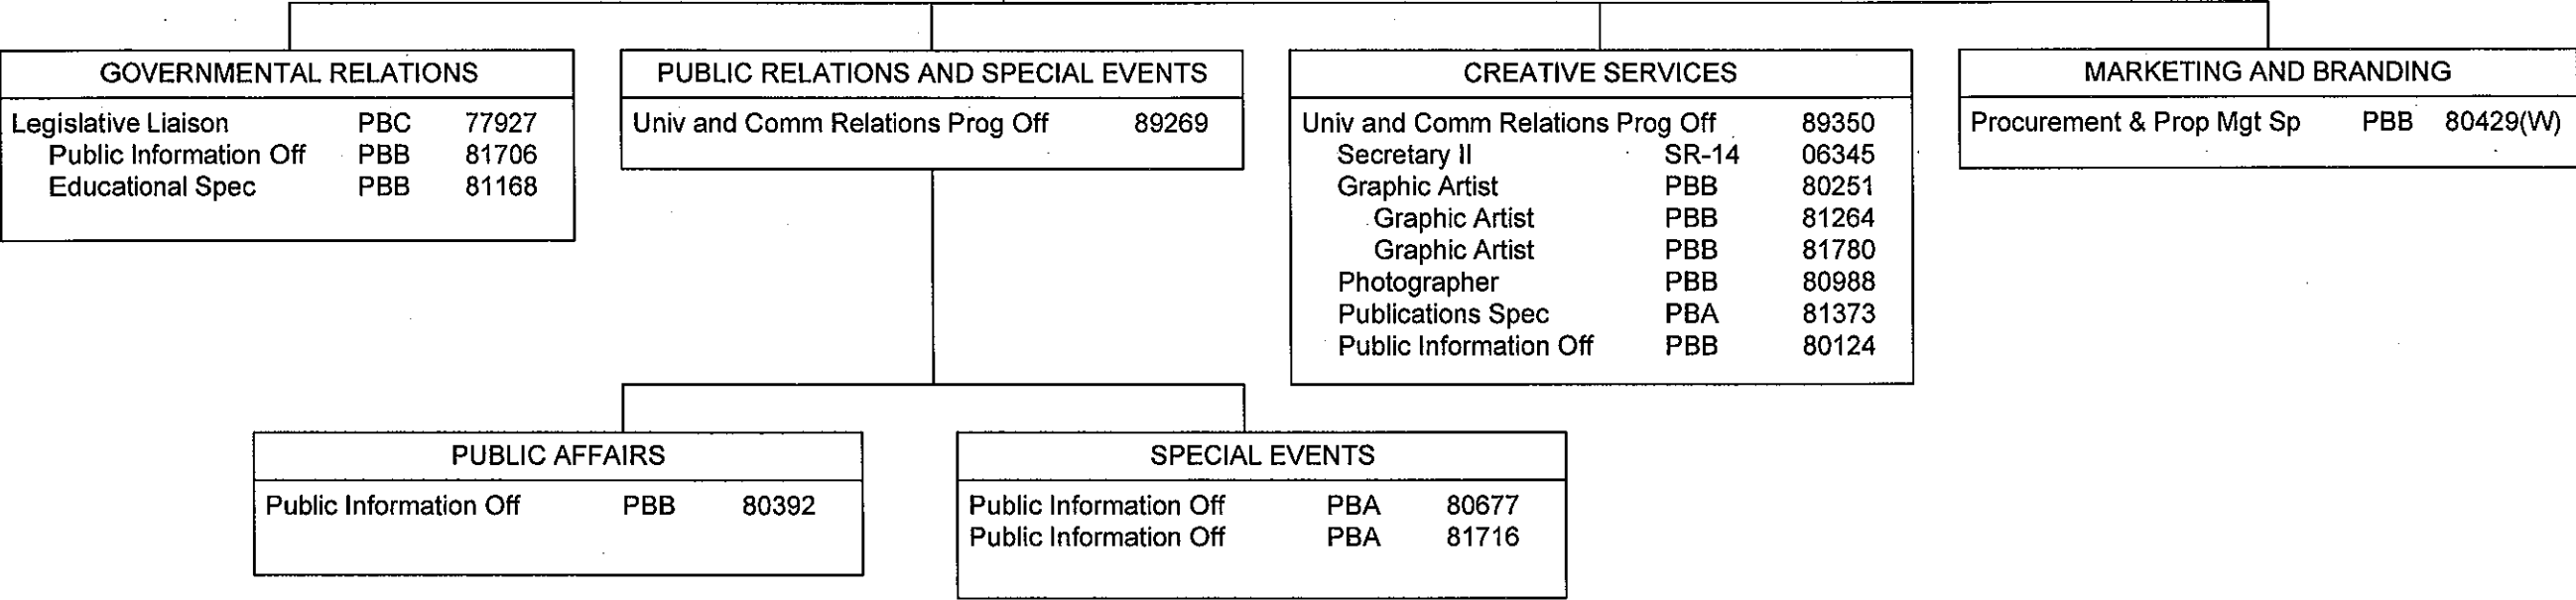 GOVERNMENTAL RELATIONS
Legislative Liaison PBC 77927
Public Information Off PBB 81706
Educational Spec PBB 81168
PUBLIC RELATIONS AND SPECIAL EVENTS
Univ and Comm Relations Prog Off 89269
CREATIVE SERVICES
Univ and Comm Relations Prog Off 89350
Secretary II SR-14 06345
Graphic Artist PBB 80251
Graphic Artist PBB 81264
Graphic Artist PBB 81780
Photographer PBB 80988
Publications Spec PBA 81373
Public Information Off PBB 80124
MARKETING AND BRANDING
Procurement & Prop Mgt Sp PBB 80429(W)
PUBLIC AFFAIRS
Public Information Off PBB 80392
SPECIAL EVENTS
Public Information Off PBA 80677
Public Information Off PBA 81716